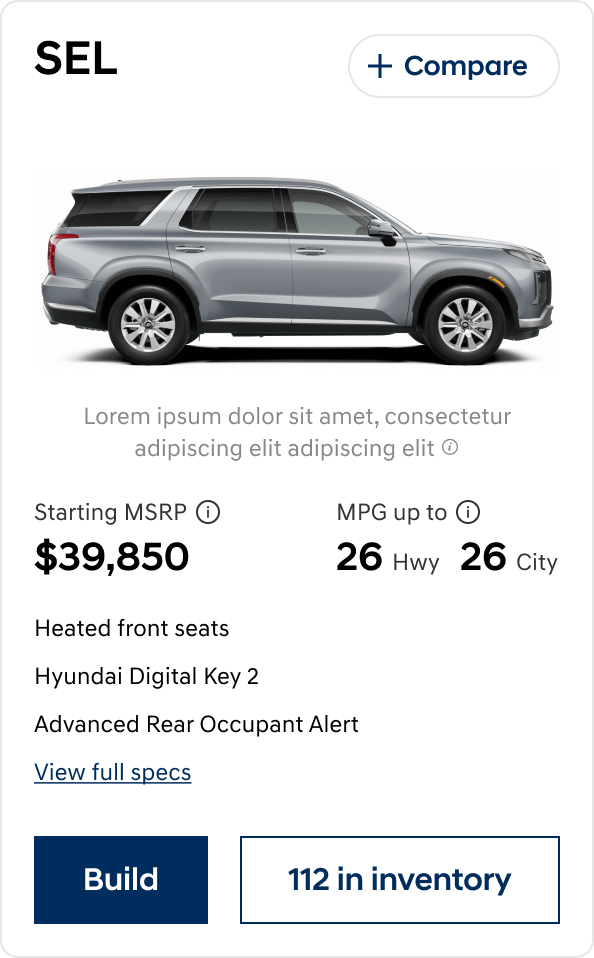 SEL
Compare
Lorem ipsum dolor sit amet, consectetur
adipiscing elit adipiscing elit
Starting MSRP
$39,850
MPG up to
26 Hwy 26 City
Heated front seats
Hyundai Digital Key 2
Advanced Rear Occupant Alert
View full specs
Build
112 in inventory